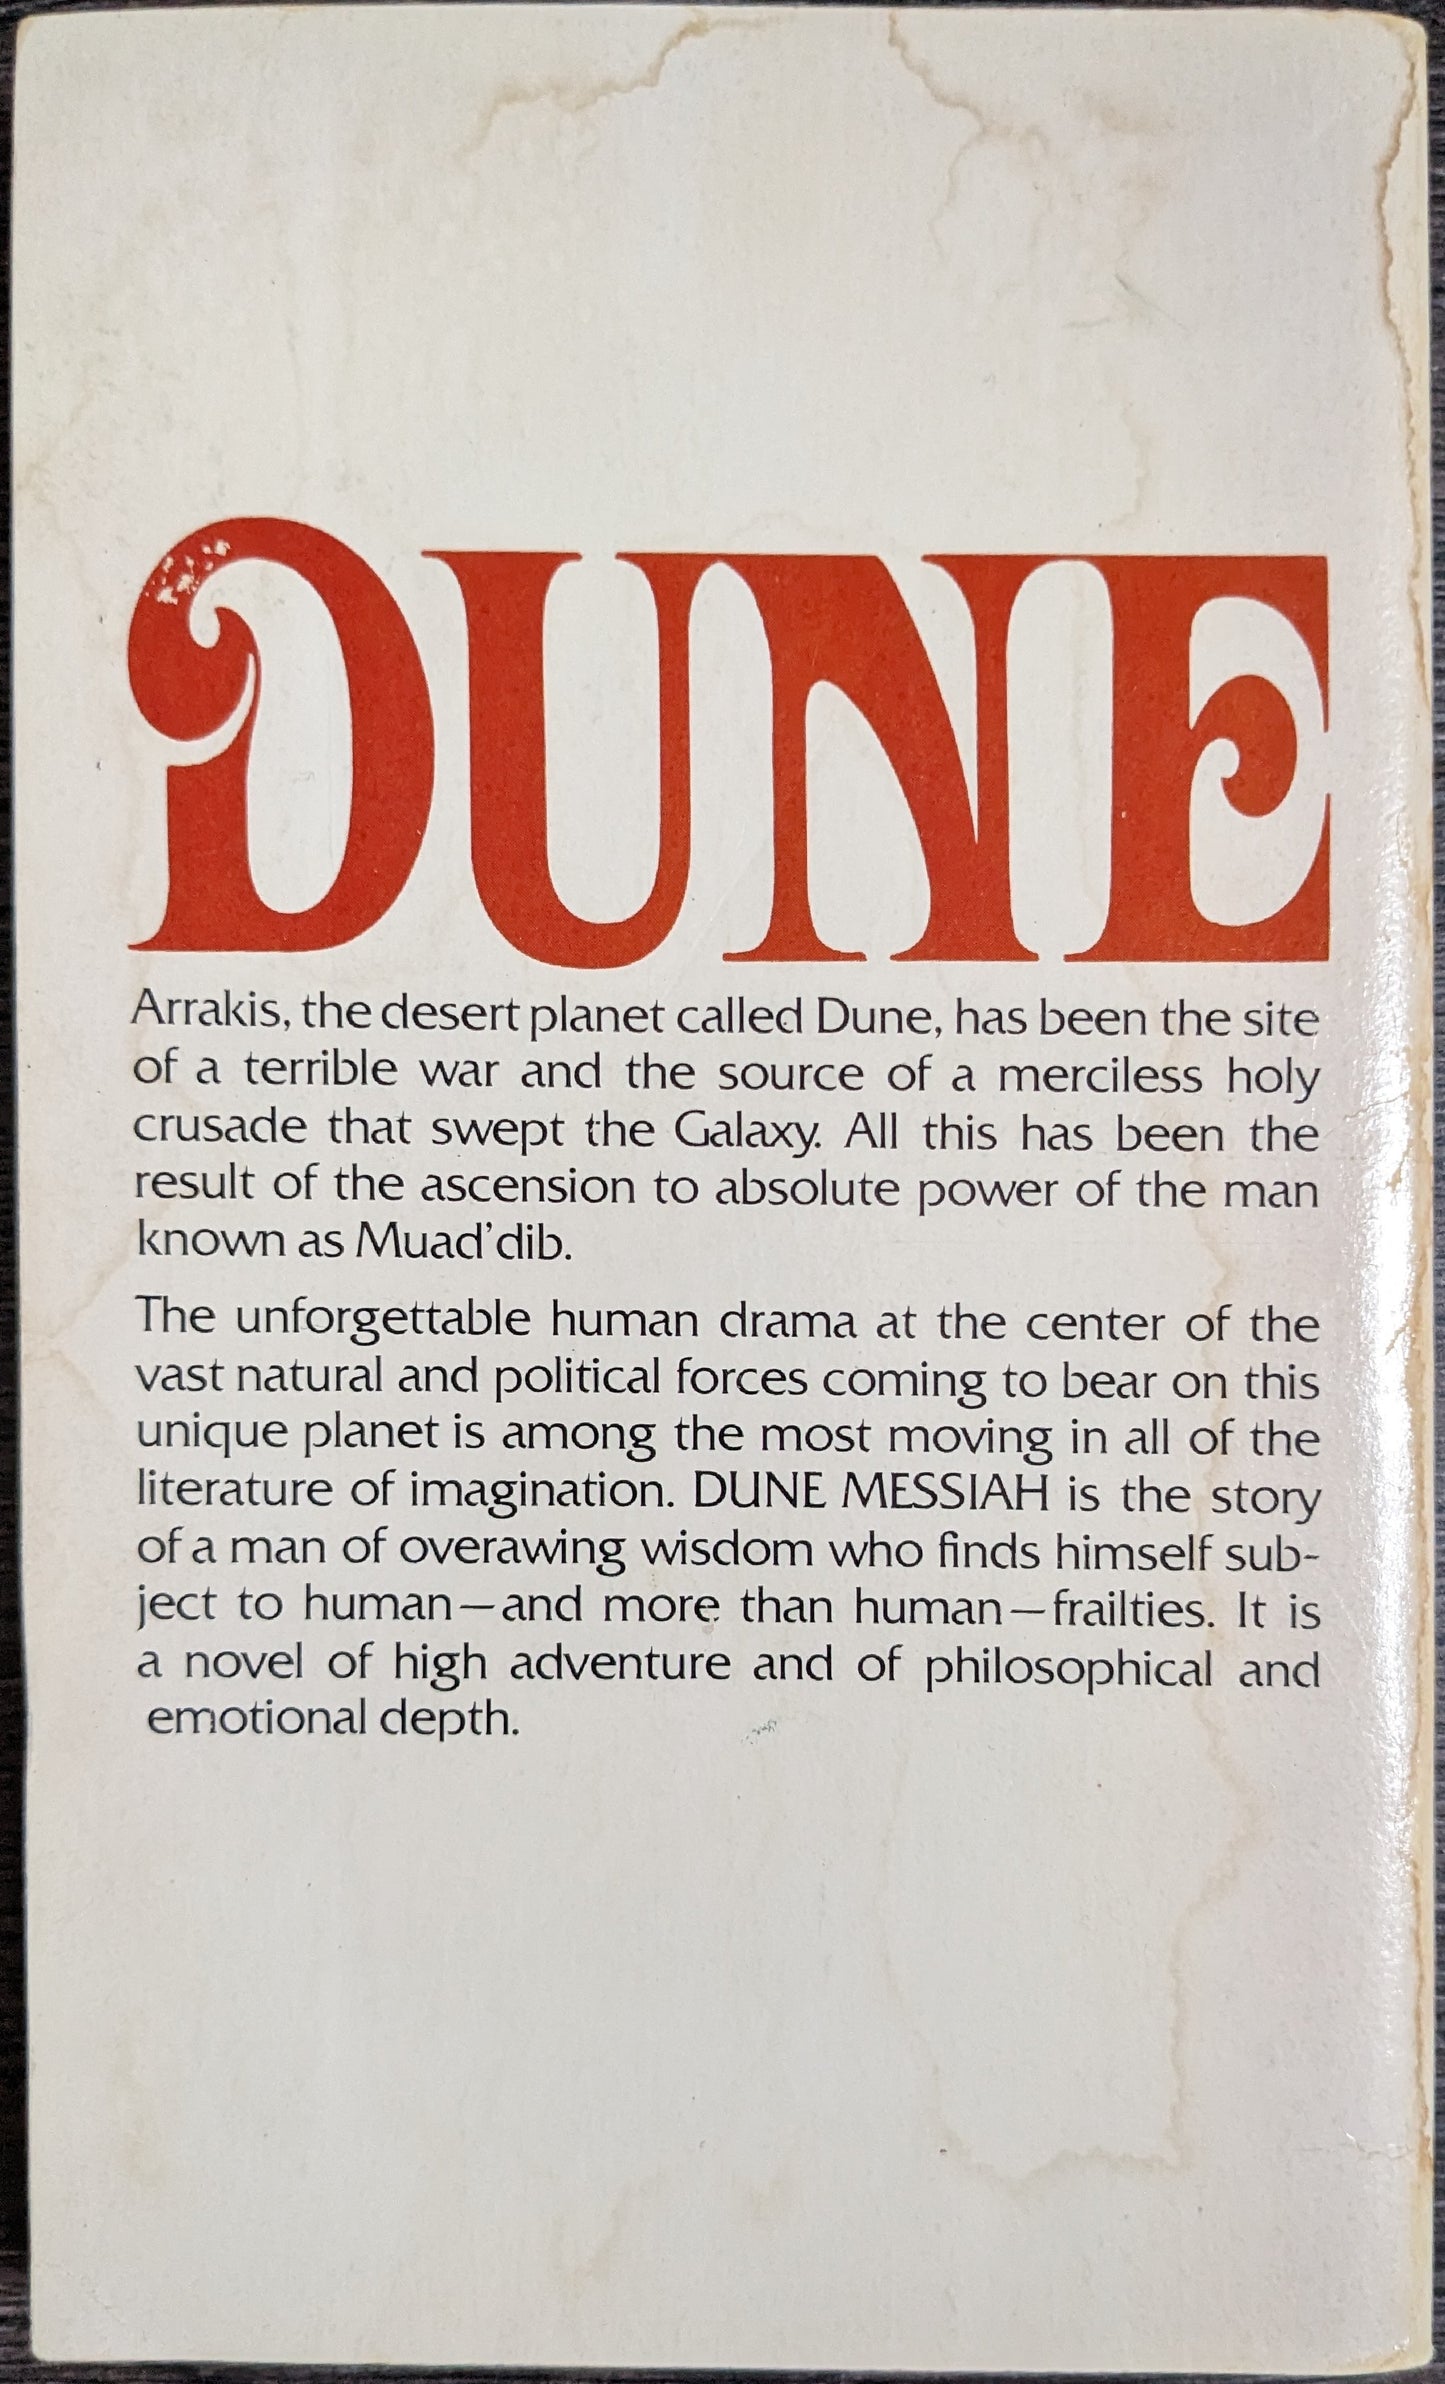 DUNE
Arrakis, the desert planet called Dune, has been the site
of a terrible war and the source of a merciless holy
crusade that swept the Galaxy. All this has been the
result of the ascension to absolute power of the man
known as Muad'dib.
The unforgettable human drama at the center of the
vast natural and political forces coming to bear on this
unique planet is among the most moving in all of the
literature of imagination. DUNE MESSIAH is the story
of a man of overawing wisdom who finds himself sub-
ject to human—and more than human—frailties. It is
a novel of high adventure and of philosophical and
emotional depth.